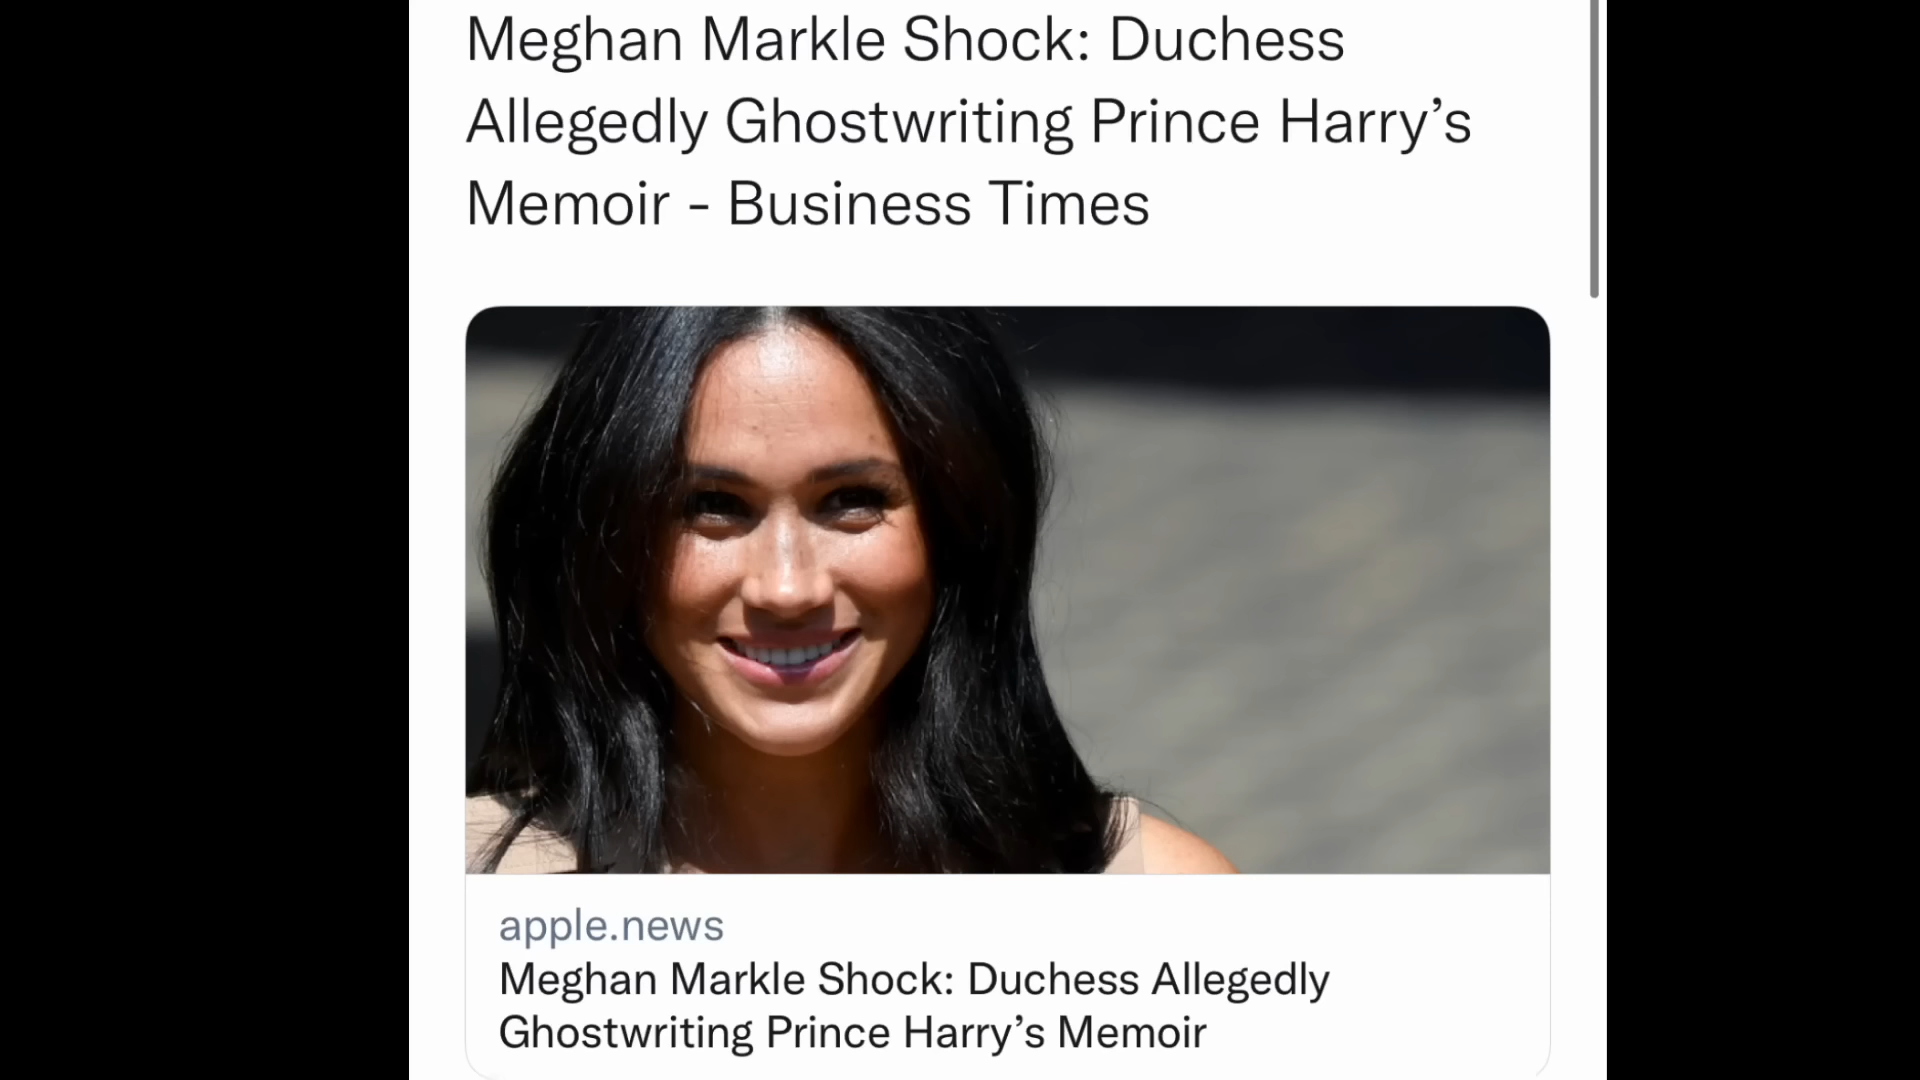 Meghan Markle Shock: Duchess
Allegedly Ghostwriting Prince Harry’s
Memoir - Business Times
apple.news
Meghan Markle Shock: Duchess Allegedly
Ghostwriting Prince Harry’s Memoir